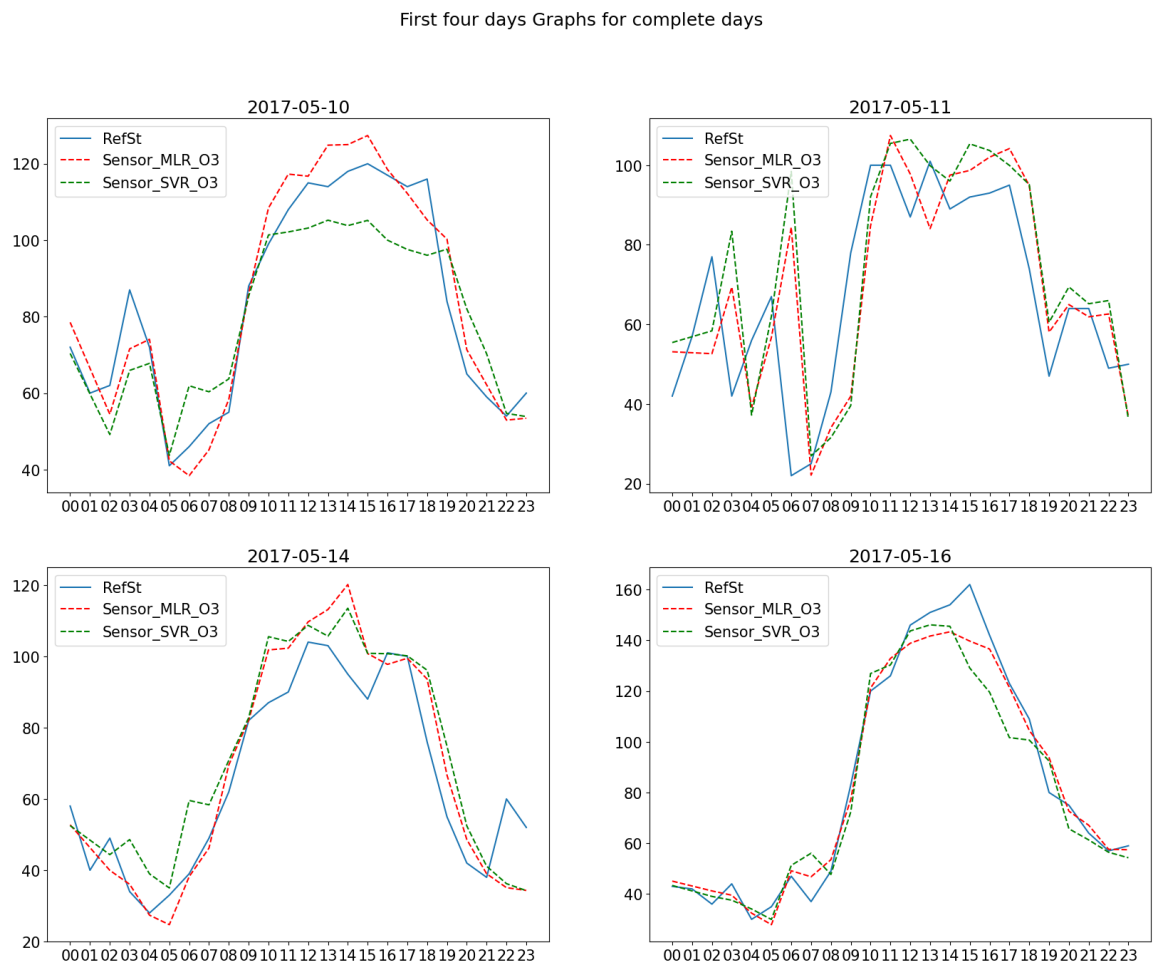 First four days Graphs for complete days
2017-05-10
RefSt
Sensor_MLR_O3
Sensor_SVR_O3
120
100
80
60
40
00 01 02 03 04 05 06 07 08 09 10 11 12 13 14 15 16 17 18 19 20 21 22 23
2017-05-11
RefSt
Sensor_MLR_O3
Sensor_SVR_O3
100
80
60
40
20
00 01 02 03 04 05 06 07 08 09 10 11 12 13 14 15 16 17 18 19 20 21 22 23
2017-05-14
RefSt
Sensor_MLR_O3
Sensor_SVR_O3
120
100
80
60
40
20
00 01 02 03 04 05 06 07 08 09 10 11 12 13 14 15 16 17 18 19 20 21 22 23
2017-05-16
RefSt
Sensor_MLR_O3
Sensor_SVR_O3
160
140
120
100
80
60
40
00 01 02 03 04 05 06 07 08 09 10 11 12 13 14 15 16 17 18 19 20 21 22 23